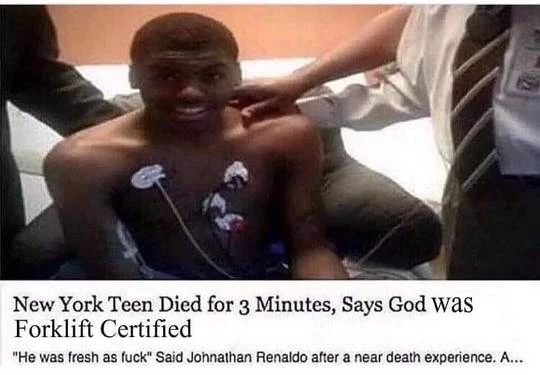 New York Teen Died for 3 Minutes, Says God was
Forklift Certified
"He was fresh as fuck" Said Johnathan Renaldo after a near death experience. A...